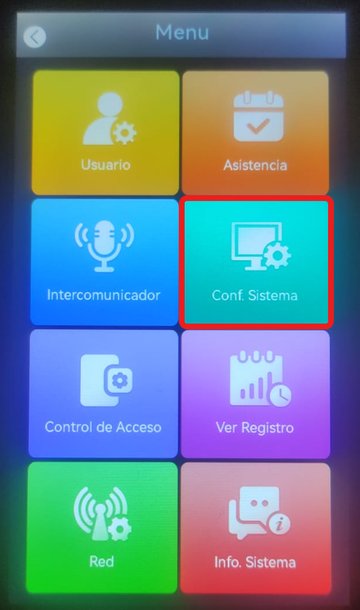 Menu
Usuario
Asistencia
Intercomunicador
Conf. Sistema
Control de Acceso
Ver Registro
Red
Info. Sistema